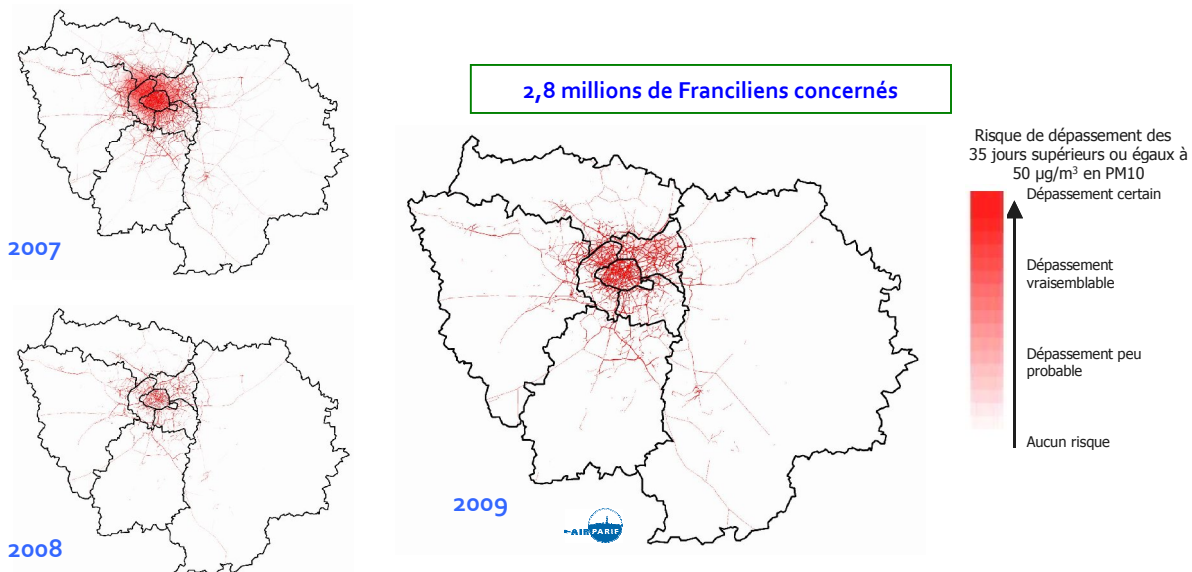 2,8 millions de Franciliens concernés
2007
2008
2009
AIRPARIF
Risque de dépassement des
35 jours supérieurs ou égaux à
50 µg/m³ en PM10
Dépassement certain
Dépassement
vraisemblable
Dépassement peu
probable
Aucun risque